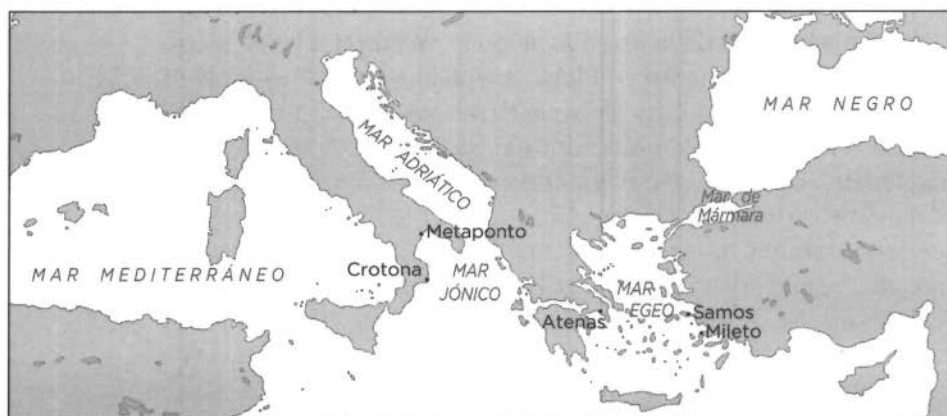 MAR NEGRO
MAR ADRIÁTICO
Mar de
Mármara
Metaponto
MAR MEDITERRÁNEO
Crotona
MAR
JÓNICO
MAR
EGEO
Atenas
Samos
Mileto